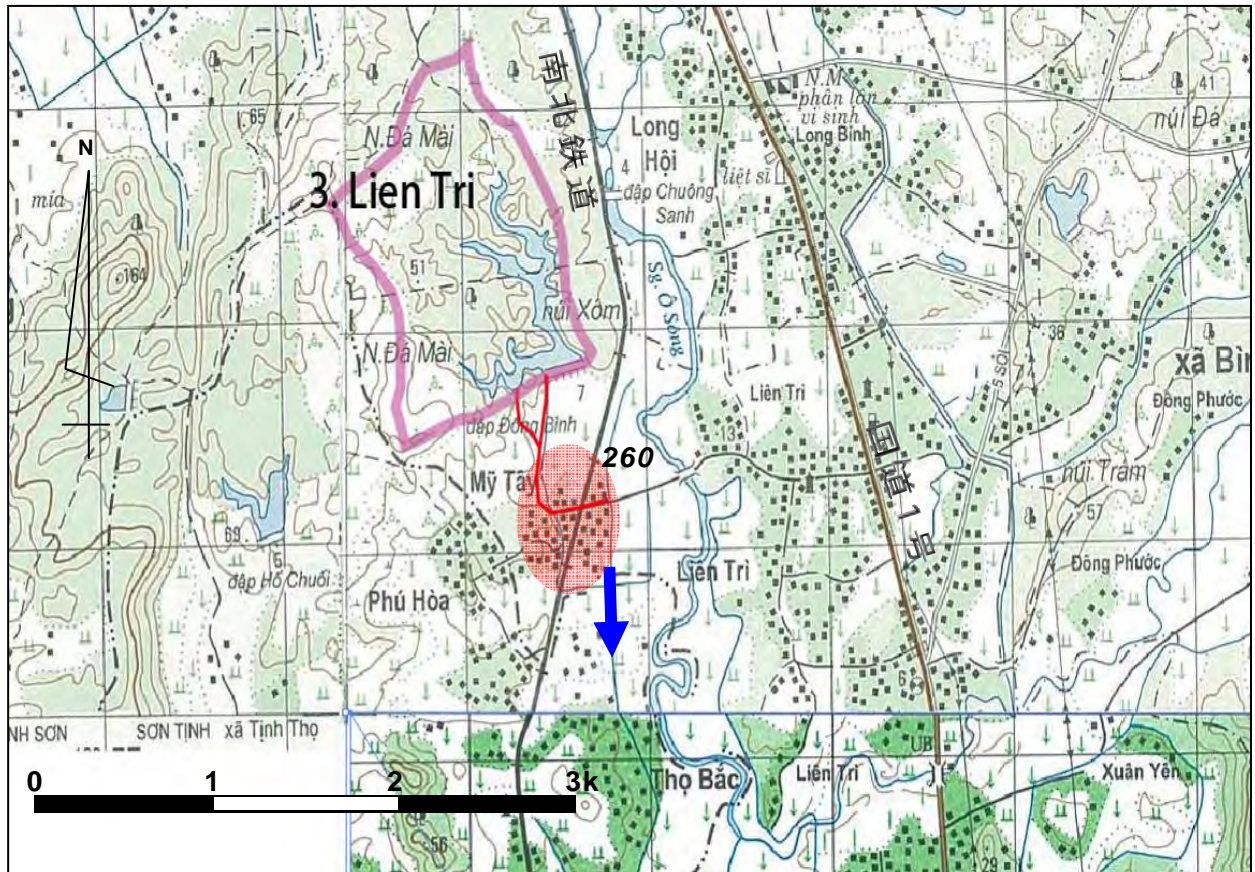 N
mía
.65
164
N.Đá Mài
3. Lien Tri
51
N.Đá Mài
núi Xóm
南北鉄道
Long
Hội
4
đập Chuông
Sanh
Sg. Ô Sông
N.M
phân lân
vi sinh
Long Bình
liệt sĩ
41
núi Đá
36
xã Bìn
Đông Phước
Liên Trì
13
国道1号
núi Trâm
57
Đông Phước
7
đập Đồng Bình
260
Mỹ Tây
69
đập Hố Chuối
Phú Hòa
Liên Trì
6
NH SƠN
SƠN TỊNH
xã Tịnh Thọ
0
1
2
3k
56
Thọ Bắc
Liên Trì
UB
Xuân Yên
29